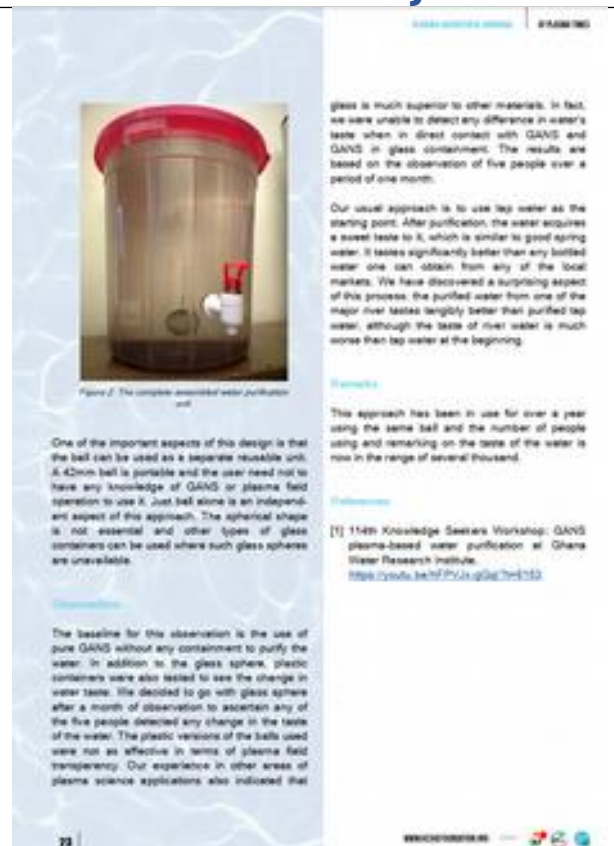 OF PLASMA TIMES
Figure 2: The complete assembled water purification
unit
One of the important aspects of this design is that
the ball can be used as a separate reusable unit.
A 42mm ball is portable and the user need not to
have any knowledge of GANS or plasma field
operation to use it. Just ball alone is an independ-
ent aspect of this approach. The spherical shape
is not essential and other types of glass
containers can be used where such glass spheres
are unavailable.
Observations
The baseline for this observation is the use of
pure GANS without any containment to purify the
water. In addition to the glass sphere, plastic
containers were also tested to see the change in
water taste. We decided to go with glass sphere
after a month of observation to ascertain any of
the five people detected any change in the taste
of the water. The plastic versions of the balls used
were not as effective in terms of plasma field
transparency. Our experience in other areas of
plasma science applications also indicated that
glass is much superior to other materials. In fact,
we were unable to detect any difference in water's
taste when in direct contact with GANS and
GANS in glass containment. The results are
based on the observation of five people over a
period of one month.
Our usual approach is to use tap water as the
starting point. After purification, the water acquires
a sweet taste to it, which is similar to good spring
water. It tastes significantly better than any bottled
water one can obtain from any of the local
markets. We have discovered a surprising aspect
of this process: the purified water from one of the
major river tastes tangibly better than purified tap
water, although the taste of river water is much
worse than tap water at the beginning.
Remarks
This approach has been in use for over a year
using the same ball and the number of people
using and remarking on the taste of the water is
now in the range of several thousand.
References
[1] 114th Knowledge Seekers Workshop: GANS
plasma-based water purification at Ghana
Water Research Institute.
23